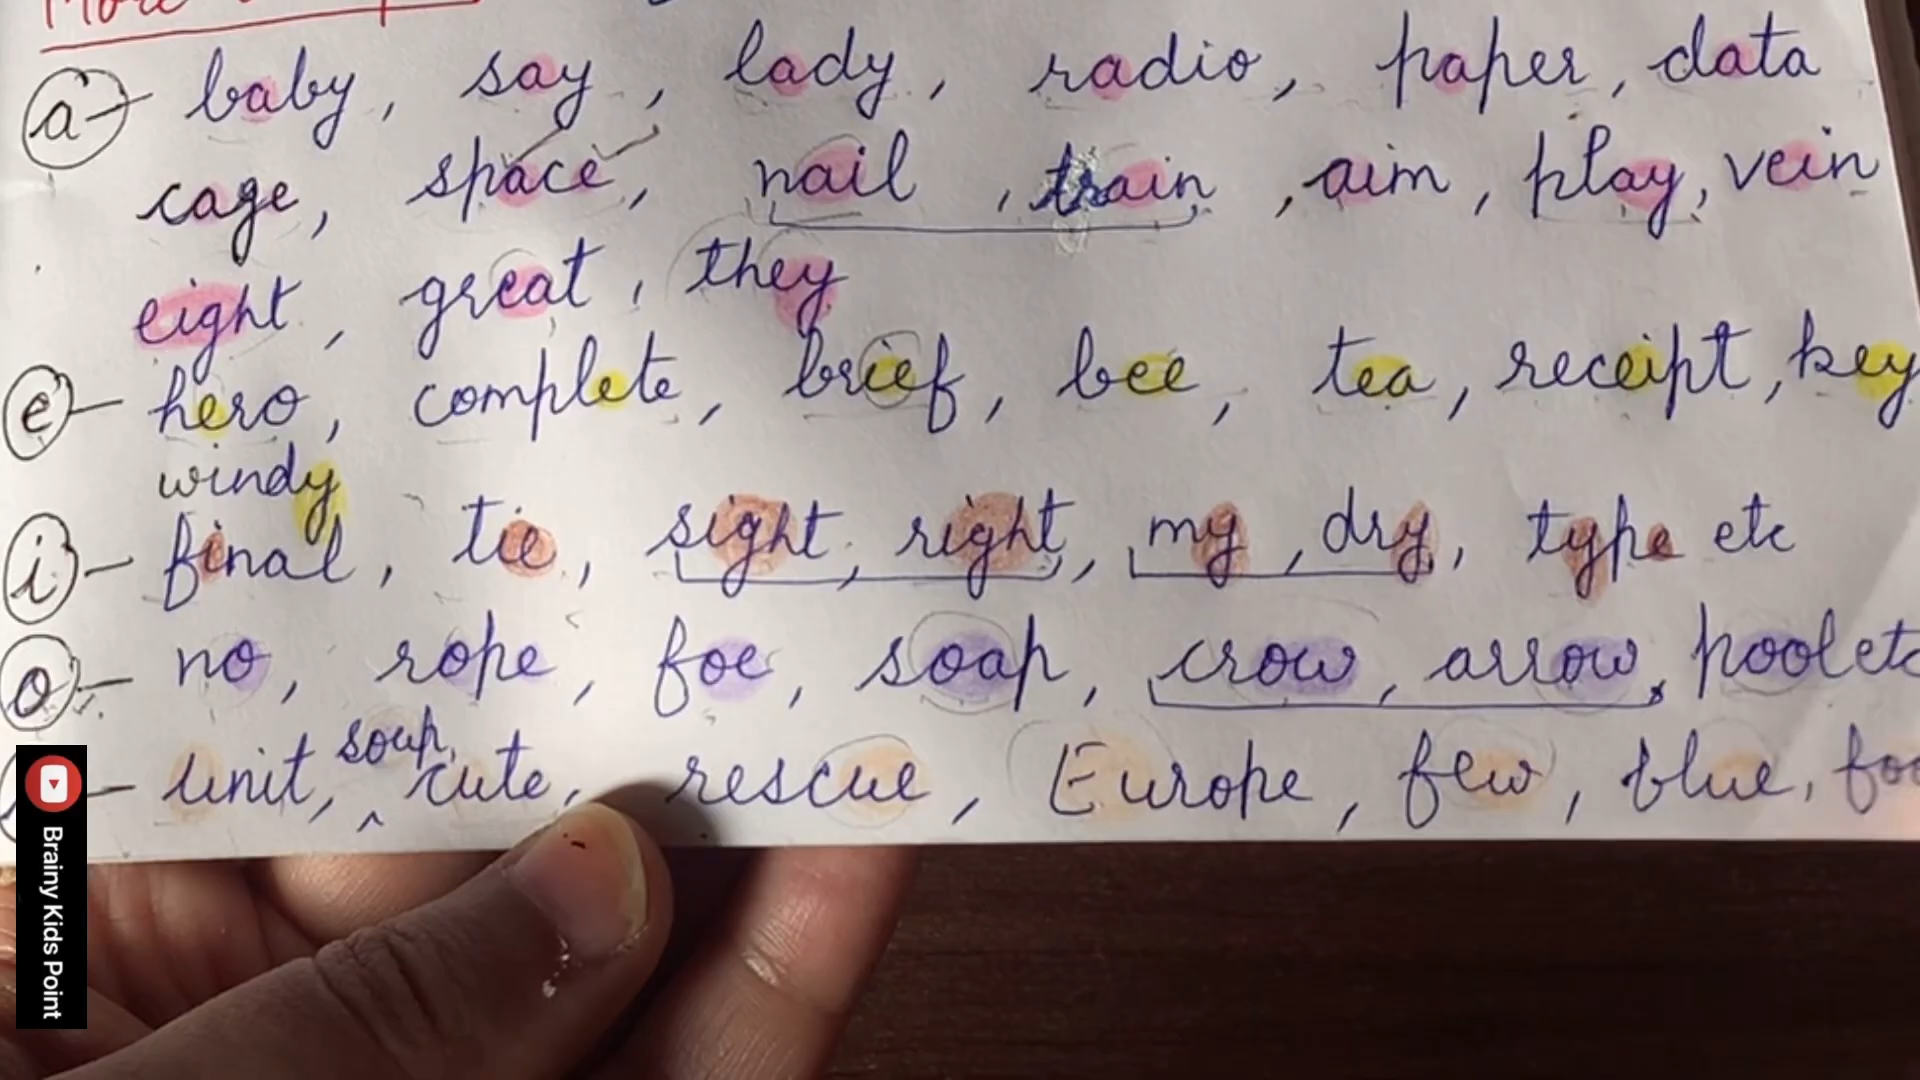 More
a - baby, say, lady, radio, paper, data
cage, space, nail, train, aim, play, vein
eight, great, they
e - hero, complete, brief, bee, tea, receipt, key
windy
i - final, tie, sight, right, my, dry, type etc
o - no, rope, foe, soap, crow, arrow, pool etc
- unit, soup, cute, rescue, Europe, few, blue,
Brainy Kids Point